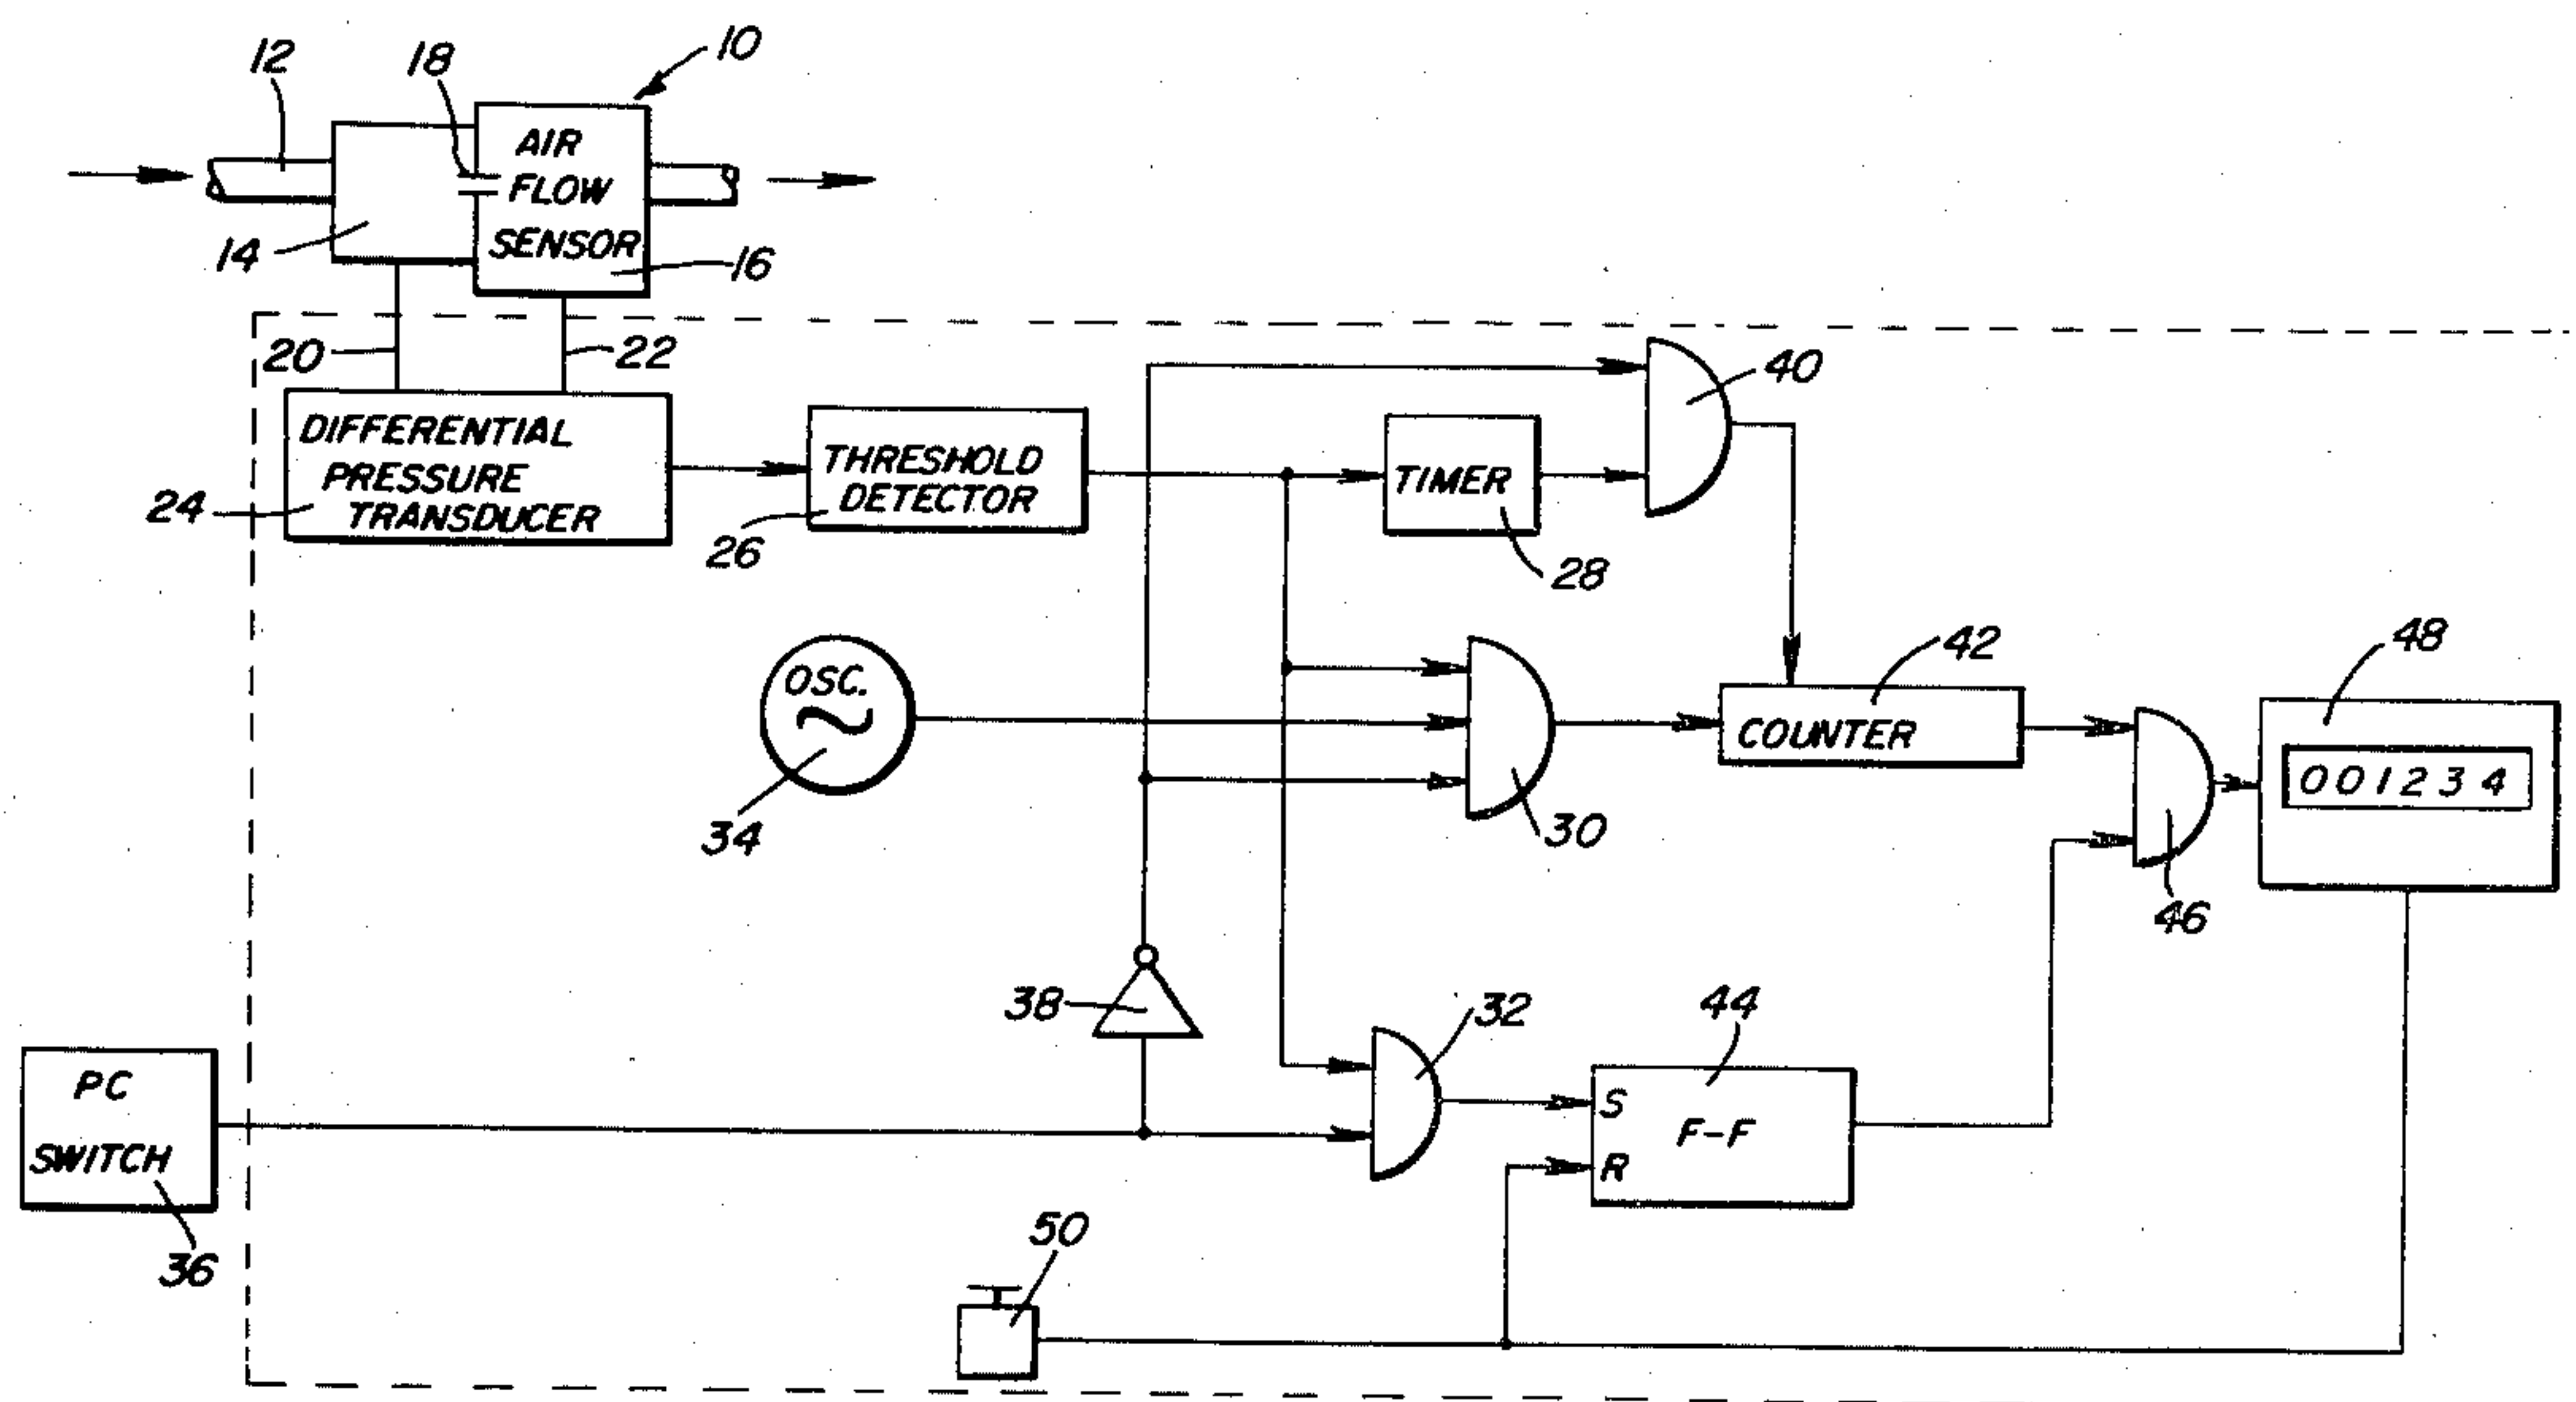 10
12
18
AIR
FLOW
SENSOR
14
16
20
22
40
DIFFERENTIAL
PRESSURE
TRANSDUCER
24
THRESHOLD
DETECTOR
26
TIMER
28
OSC.
~
34
30
42
COUNTER
48
001234
46
38
32
44
S
F-F
R
PC
SWITCH
36
50